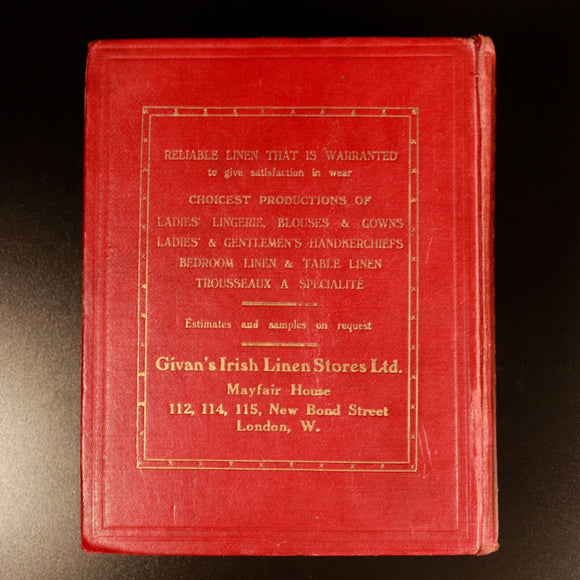 RELIABLE LINEN THAT IS WARRANTED
to give satisfaction in wear
CHOICEST PRODUCTIONS OF
LADIES' LINGERIE, BLOUSES & GOWNS
LADIES' & GENTLEMEN'S HANDKERCHIEFS
BEDROOM LINEN & TABLE LINEN
TROUSSEAUX A SPÉCIALITÉ
Estimates and samples on request
Givan's Irish Linen Stores Ltd.
Mayfair House
112, 114, 115, New Bond Street
London, W.